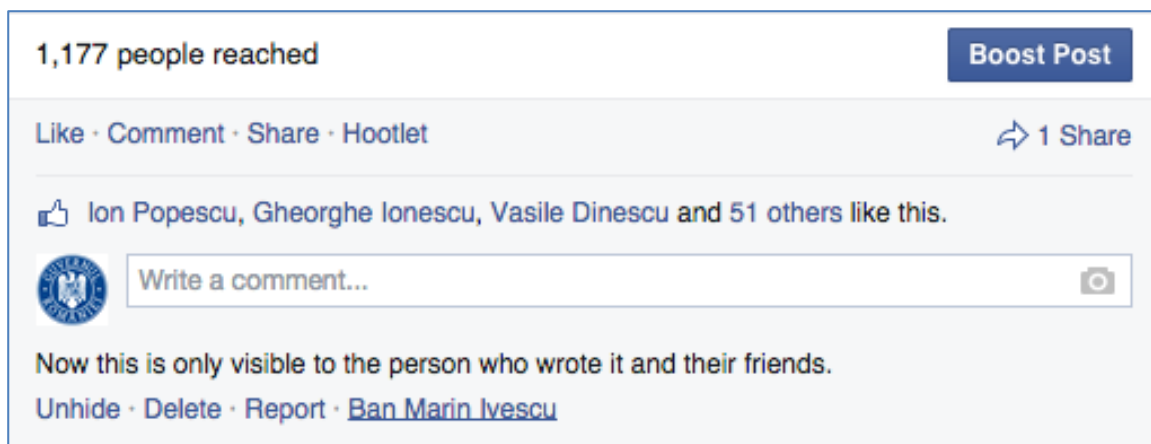 1,177 people reached
Boost Post
Like · Comment · Share · Hootlet
1 Share
Ion Popescu, Gheorghe Ionescu, Vasile Dinescu and 51 others like this.
GUVERNUL ROMÂNIEI
Write a comment...
Now this is only visible to the person who wrote it and their friends.
Unhide · Delete · Report · Ban Marin Ivescu